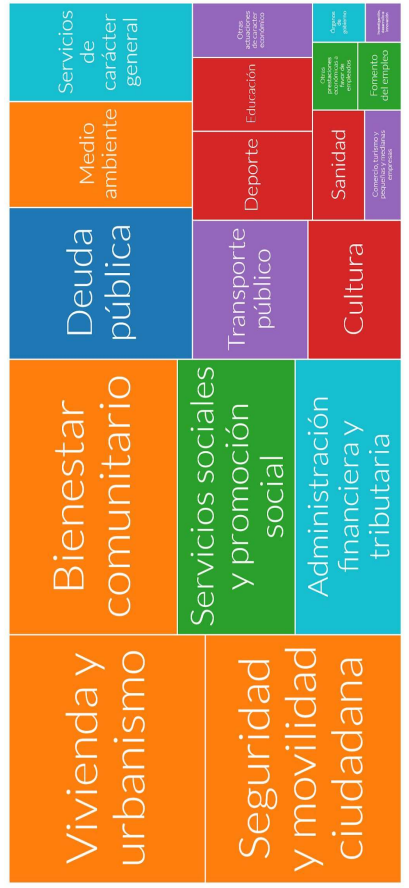 Vivienda y
urbanismo
Seguridad
y movilidad
ciudadana
Bienestar
comunitario
Servicios sociales
y promoción
social
Administración
financiera y
tributaria
Deuda
pública
Medio
ambiente
Servicios
de
carácter
general
Transporte
público
Cultura
Deporte
Educación
Otras
actuaciones
de carácter
económico
Sanidad
Comercio, turismo y
pequeñas y medianas
empresas
Otras
prestaciones
económicas a
favor de
empleados
Fomento
del empleo
Órganos
de
gobierno